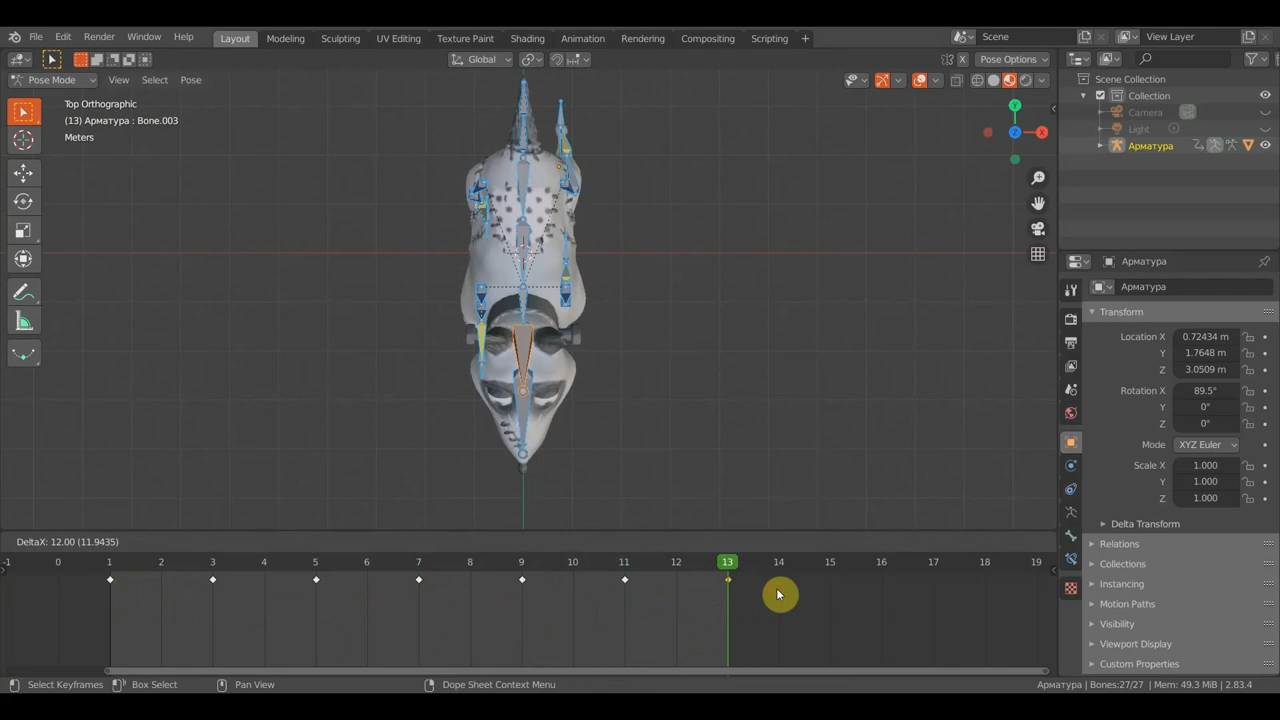 File Edit Render Window Help
Layout Modeling Sculpting UV Editing Texture Paint Shading Animation Rendering Compositing Scripting +
Scene
View Layer
Pose Mode View Select Pose
Global
Pose Options
Top Orthographic
(13) Арматура : Bone.003
Meters
Y
X
Z
Scene Collection
Collection
Camera
Light
Арматура
Арматура
Арматура
Transform
Location X 0.72434 m
Y 1.7648 m
Z 3.0509 m
Rotation X 89.5°
Y 0°
Z 0°
Mode XYZ Euler
Scale X 1.000
Y 1.000
Z 1.000
Delta Transform
Relations
Collections
Instancing
Motion Paths
Visibility
Viewport Display
Custom Properties
DeltaX: 12.00 (11.9435)
-1 0 1 2 3 4 5 6 7 8 9 10 11 12 13 14 15 16 17 18 19
Select Keyframes Box Select Pan View Dope Sheet Context Menu
Арматура | Bones:27/27 | Mem: 49.3 MiB | 2.83.4